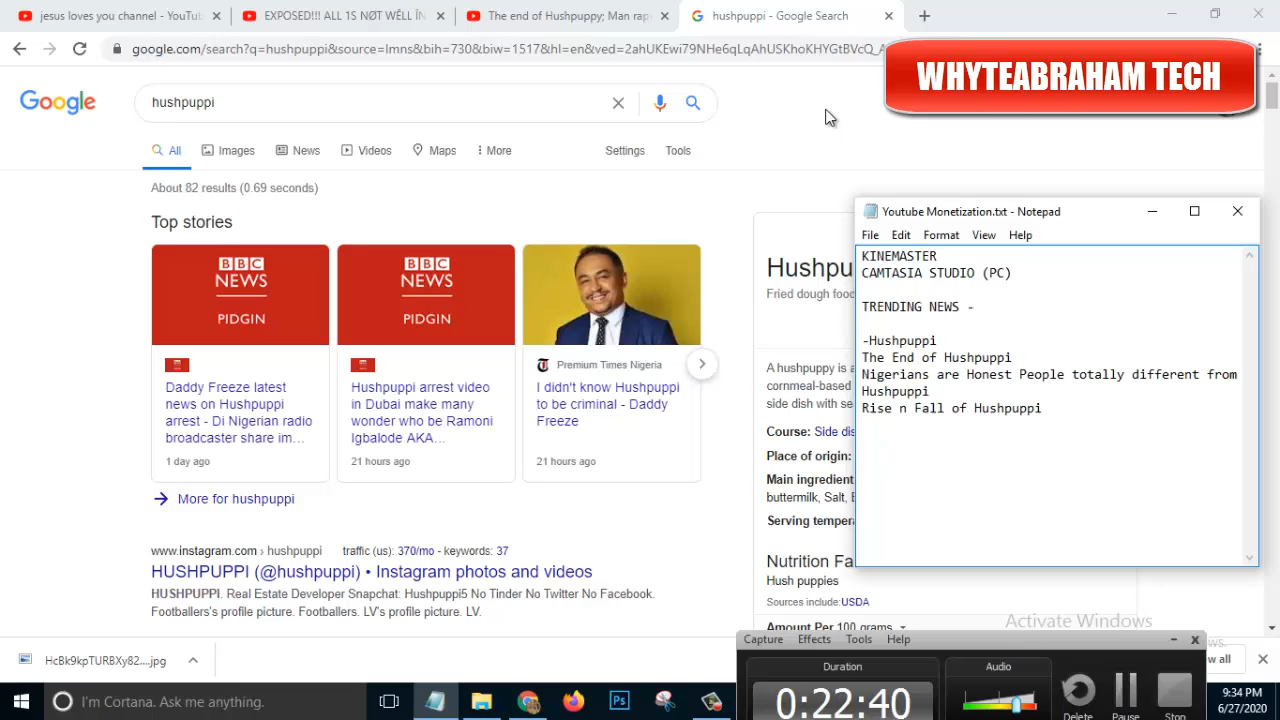 jesus loves you channel - YouTu
EXPOSED!!! ALL 1S NØT WÉLL ÎN
The end of Hushpuppy; Man rap
hushpuppi - Google Search
google.com/search?q=hushpuppi&source=lmns&bih=730&biw=1517&hl=en&ved=2ahUKEwi79NHe6qLqAhUSKhoKHYGtBVcQ_A
WHYTEABRAHAM TECH
Google
hushpuppi
All
Images
News
Videos
Maps
More
Settings
Tools
About 82 results (0.69 seconds)
Top stories
BBC
NEWS
PIDGIN
Daddy Freeze latest
news on Hushpuppi
arrest - Di Nigerian radio
broadcaster share im...
1 day ago
BBC
NEWS
PIDGIN
Hushpuppi arrest video
in Dubai make many
wonder who be Ramoni
Igbalode AKA...
21 hours ago
Premium Times Nigeria
I didn't know Hushpuppi
to be criminal - Daddy
Freeze
21 hours ago
More for hushpuppi
www.instagram.com › hushpuppi traffic (us): 370/mo - keywords: 37
HUSHPUPPI (@hushpuppi) • Instagram photos and videos
HUSHPUPPI. Real Estate Developer Snapchat: Hushpuppi5 No Tinder No Twitter No Facebook.
Footballers's profile picture. Footballers. LV's profile picture. LV.
Hushpu
Fried dough food
A hushpuppy is a
cornmeal-based
side dish with se
Course: Side dis
Place of origin:
Main ingredien
buttermilk, Salt, B
Serving tempera
Nutrition Fa
Hush puppies
Sources include: USDA
Amount Per 100 grams
Youtube Monetization.txt - Notepad
File Edit Format View Help
KINEMASTER
CAMTASIA STUDIO (PC)
TRENDING NEWS -
-Hushpuppi
The End of Hushpuppi
Nigerians are Honest People totally different from
Hushpuppi
Rise n Fall of Hushpuppi
Activate Windows
Capture Effects Tools Help
Duration
0:22:40
Audio
Delete
Pause
Stop
HcBk9kpTURBXy82....jpg
I'm Cortana. Ask me anything.
Ps
9:34 PM
6/27/2020